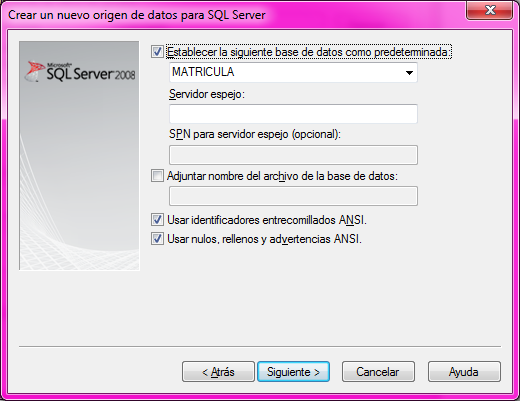 Crear un nuevo origen de datos para SQL Server
Microsoft
SQL Server 2008
Establecer la siguiente base de datos como predeterminada:
MATRICULA
Servidor espejo:
SPN para servidor espejo (opcional):
Adjuntar nombre del archivo de la base de datos:
Usar identificadores entrecomillados ANSI.
Usar nulos, rellenos y advertencias ANSI.
< Atrás
Siguiente >
Cancelar
Ayuda